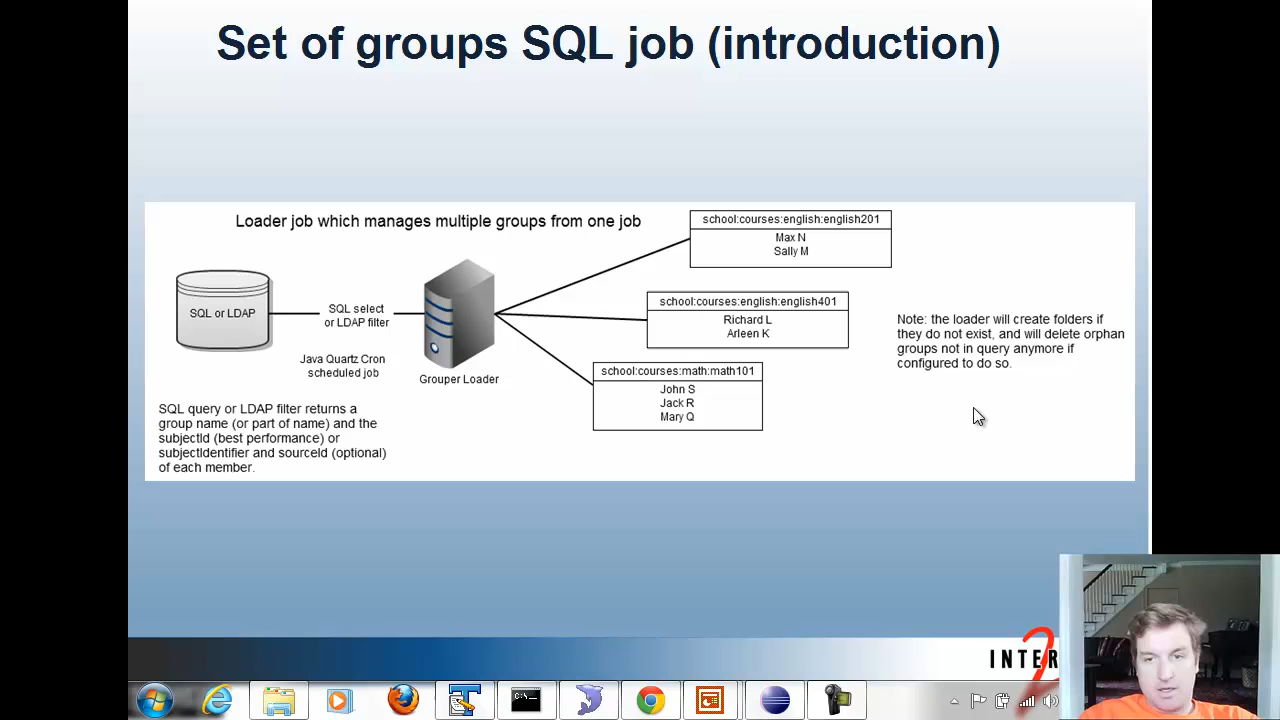 Set of groups SQL job (introduction)
Loader job which manages multiple groups from one job
school:courses:english:english201
Max N
Sally M
SQL or LDAP
SQL select
or LDAP filter
Java Quartz Cron
scheduled job
Grouper Loader
school:courses:english:english401
Richard L
Arleen K
school:courses:math:math101
John S
Jack R
Mary Q
Note: the loader will create folders if
they do not exist, and will delete orphan
groups not in query anymore if
configured to do so.
SQL query or LDAP filter returns a
group name (or part of name) and the
subjectId (best performance) or
subjectIdentifier and sourceId (optional)
of each member.
INTER
C:\